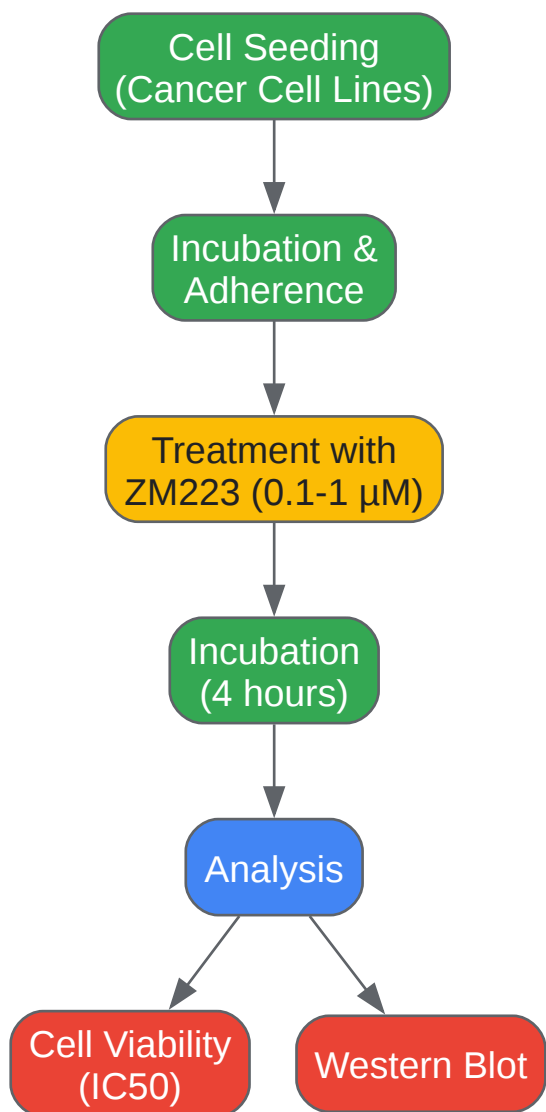 Cell Seeding
(Cancer Cell Lines)
Incubation &
Adherence
Treatment with
ZM223 (0.1-1 µM)
Incubation
(4 hours)
Analysis
Cell Viability
(IC50)
Western Blot